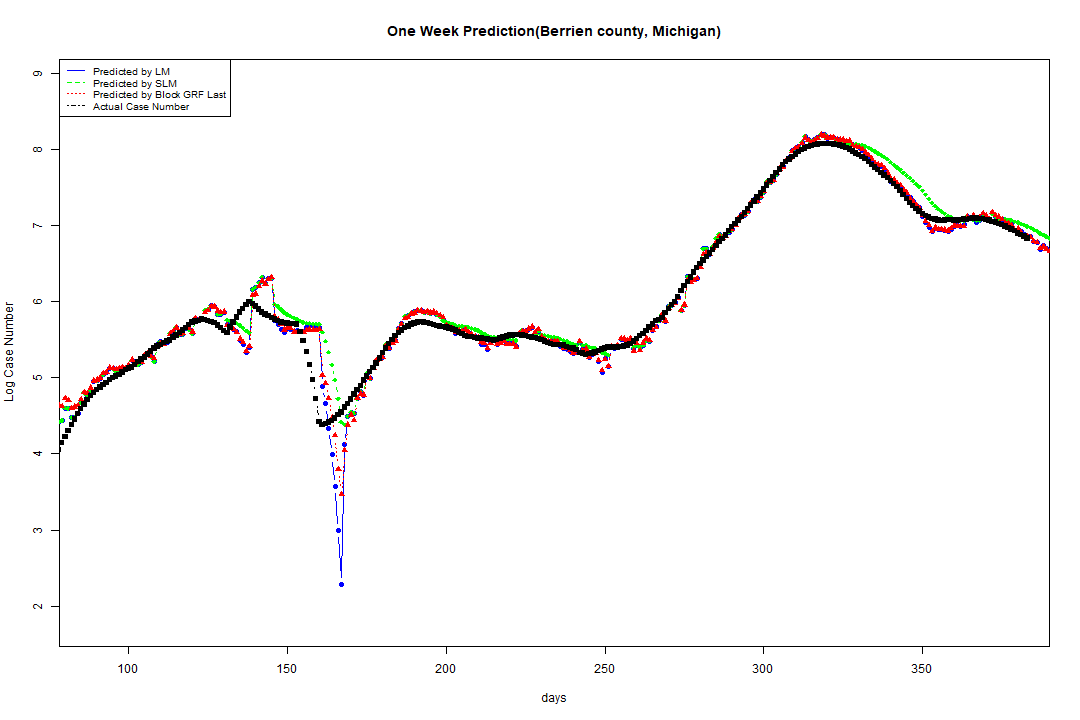 One Week Prediction(Berrien county, Michigan)
Predicted by LM
Predicted by SLM
Predicted by Block GRF Last
Actual Case Number
Log Case Number
9
8
7
6
5
4
3
2
100 150 200 250 300 350
days